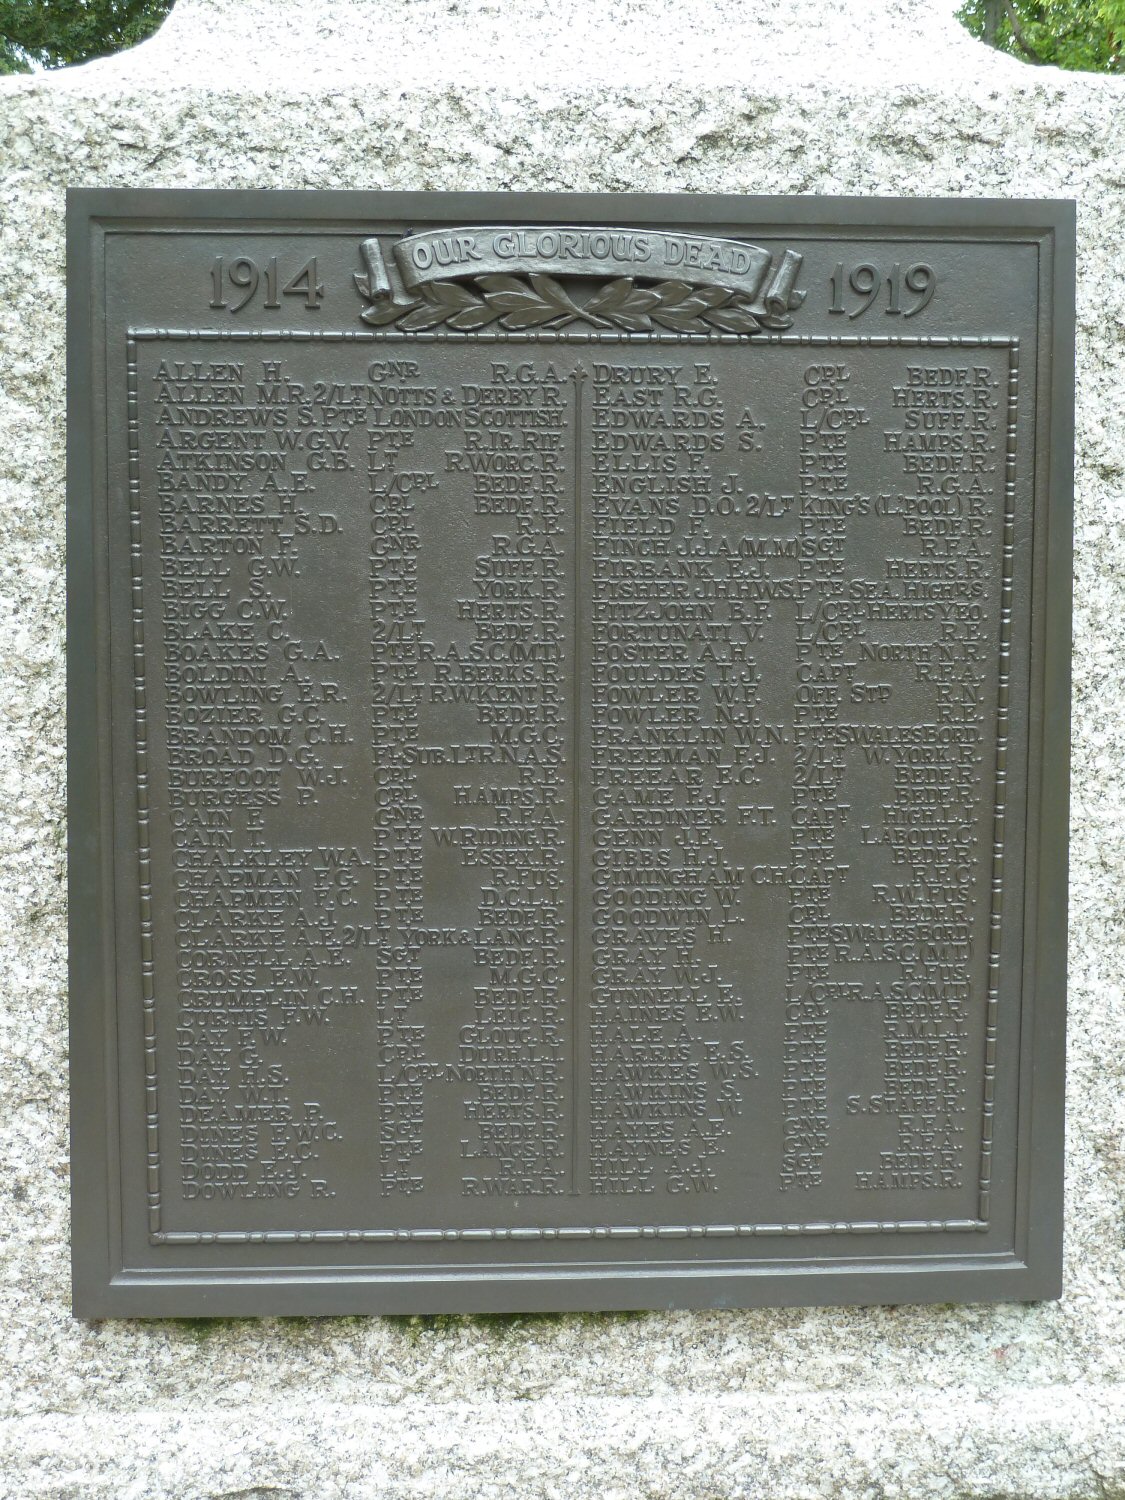 OUR GLORIOUS DEAD
1914 1919
ALLEN H. GNR R.G.A.
ALLEN M.R. 2/LT NOTTS & DERBY R.
ANDREWS S. PTE LONDON SCOTTISH.
ARGENT W.G.V. PTE R.IR.RIF.
ATKINSON G.B. LT R.WORC.R.
BANDY A.E. L/CPL BEDF.R.
BARNES H. CPL BEDF.R.
BARRETT S.D. CPL R.E.
BARTON F. GNR R.G.A.
BELL G.W. PTE SUFF.R.
BELL S. PTE YORK.R.
BIGG C.W. PTE HERTS.R.
BLAKE C. 2/LT BEDF.R.
BOAKES G.A. PTE R.A.S.C.(M.T.)
BOLDINI A. PTE R.BERKS.R.
BOWLING E.R. 2/LT R.W.KENT.R.
BOZIER G.C. PTE BEDF.R.
BRANDOM C.H. PTE M.G.C.
BROAD D.G. FL.SUB.LTR.N.A.S.
BURFOOT W.J. CPL R.E.
BURGESS P. CPL HAMPS.R.
CAIN E. GNR R.F.A.
CAIN T. PTE W.RIDING.R.
CHALKLEY W.A. PTE ESSEX.R.
CHAPMAN F.G. PTE R.FUS.
CHAPMEN F.C. PTE D.C.L.I.
CLARKE A.J. PTE BEDF.R.
CLARKE A.E. 2/LT YORK & LANC.R.
CORNELL A.E. SGT BEDF.R.
CROSS E.W. PTE M.G.C.
CRUMPLIN C.H. PTE BEDF.R.
CURTIS F.W. LT LEIC.R.
DAY F.W. PTE GLOUC.R.
DAY G. CPL DURH.L.I.
DAY H.S. L/CPL NORTH'N.R.
DAY W.T. PTE BEDF.R.
DEAMER R. PTE HERTS.R.
DINES E.W.C. SGT BEDF.R.
DINES F.C. PTE LANCS.R.
DODD E.J. LT R.F.A.
DOWLING R. PTE R.WAR.R.
DRURY E. CPL BEDF.R.
EAST R.G. CPL HERTS.R.
EDWARDS A. L/CPL SUFF.R.
EDWARDS S. PTE HAMPS.R.
ELLIS F. PTE BEDF.R.
ENGLISH J. PTE R.G.A.
EVANS D.O. 2/LT KING'S (L'POOL) R.
FIELD F. PTE BEDF.R.
FINCH J.J.A.(M.M) SGT R.F.A.
FIRBANK E.J. PTE HERTS.R.
FISHER J.H.H.W.S. PTE SEA.HIGHRS.
FITZJOHN B.F. L/CPL HERTS YEO.
FORTUNATI V. L/CPL R.E.
FOSTER A.H. PTE NORTH'N.R.
FOULDES T.J. CAPT R.F.A.
FOWLER W.F. OFF. STD R.N.
FOWLER N.J. PTE R.E.
FRANKLIN W.N. PTE S WALES BORD.
FREEMAN F.J. 2/LT W.YORK.R.
FREEAR E.C. 2/LT BEDF.R.
GAME F.J. PTE BEDF.R.
GARDINER F.T. CAPT HIGH.L.I.
GENN J.E. PTE LABOUR.C.
GIBBS H.J. PTE BEDF.R.
GIMINGHAM C.H. CAPT R.F.C.
GOODING W. PTE R.W.FUS.
GOODWIN L. CPL BEDF.R.
GRAVES H. PTE S WALES BORD.
GRAY H. PTE R.A.S.C.(M.T)
GRAY W.J. PTE R.FUS.
GUNNELL R. L/CPL R.A.S.C.(M.T)
HAINES E.W. CPL BEDF.R.
HALE A. PTE R.M.L.I.
HARRIS E.S. PTE BEDF.R.
HAWKES W.S. PTE BEDF.R.
HAWKINS S. PTE BEDF.R.
HAWKINS W. PTE S.STAFF.R.
HAYES A.F. GNR R.F.A.
HAYNES E. GNR R.F.A.
HILL A.J. SGT BEDF.R.
HILL G.W. PTE HAMPS.R.